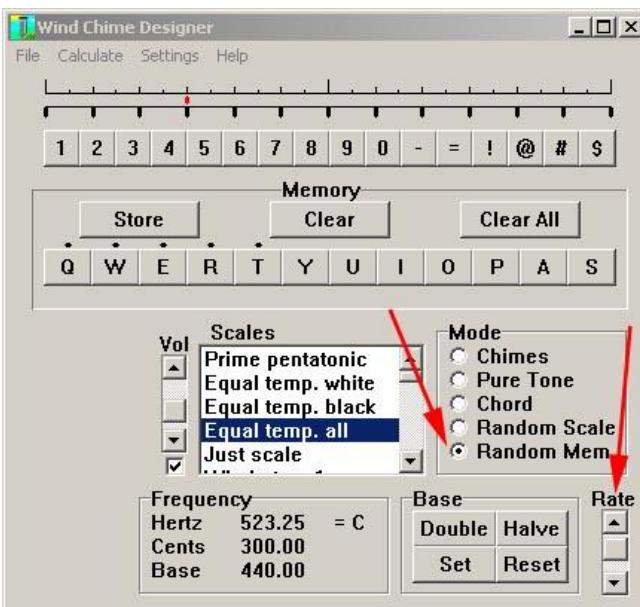 Wind Chime Designer
File Calculate Settings Help
1 2 3 4 5 6 7 8 9 0 - = ! @ # $
Memory
Store Clear Clear All
Q W E R T Y U I O P A S
Vol
Scales
Prime pentatonic
Equal temp. white
Equal temp. black
Equal temp. all
Just scale
Mode
Chimes
Pure Tone
Chord
Random Scale
Random Mem
Frequency
Hertz 523.25 = C
Cents 300.00
Base 440.00
Base
Double Halve
Set Reset
Rate